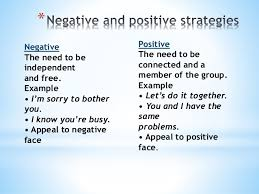 * Negative and positive strategies
Negative
The need to be
independent
and free.
Example
• I'm sorry to bother
you.
• I know you're busy.
• Appeal to negative
face
Positive
The need to be
connected and a
member of the group.
Example
• Let's do it together.
• You and I have the
same
problems.
• Appeal to positive
face.